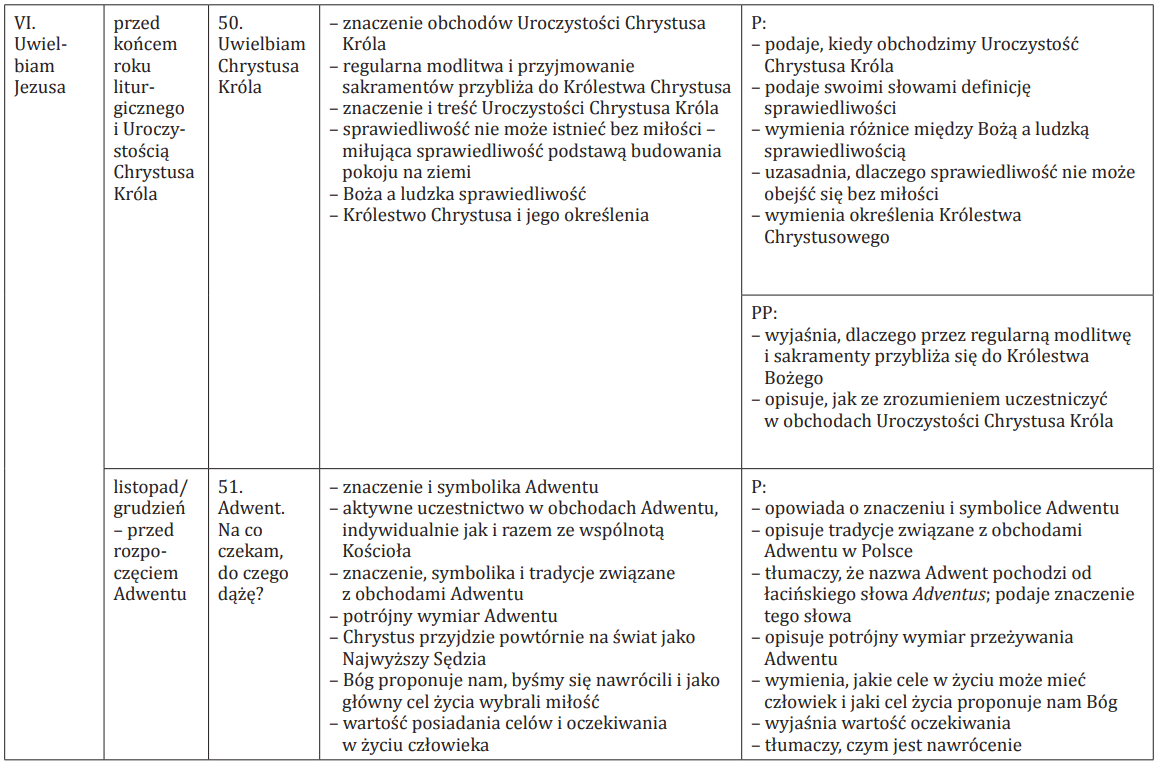 VI.
Uwiel-
biam
Jezusa
przed
końcem
roku
litur-
gicznego
i Uroczy-
stością
Chrystusa
Króla
50.
Uwielbiam
Chrystusa
Króla
– znaczenie obchodów Uroczystości Chrystusa
Króla
– regularna modlitwa i przyjmowanie
sakramentów przybliża do Królestwa Chrystusa
– znaczenie i treść Uroczystości Chrystusa Króla
– sprawiedliwość nie może istnieć bez miłości –
miłująca sprawiedliwość podstawą budowania
pokoju na ziemi
– Boża a ludzka sprawiedliwość
– Królestwo Chrystusa i jego określenia
P:
– podaje, kiedy obchodzimy Uroczystość
Chrystusa Króla
– podaje swoimi słowami definicję
sprawiedliwości
– wymienia różnice między Bożą a ludzką
sprawiedliwością
– uzasadnia, dlaczego sprawiedliwość nie może
obejść się bez miłości
– wymienia określenia Królestwa
Chrystusowego
PP:
– wyjaśnia, dlaczego przez regularną modlitwę
i sakramenty przybliża się do Królestwa
Bożego
– opisuje, jak ze zrozumieniem uczestniczyć
w obchodach Uroczystości Chrystusa Króla
listopad/
grudzień
– przed
rozpo-
częciem
Adwentu
51.
Adwent.
Na co
czekam,
do czego
dążę?
– znaczenie i symbolika Adwentu
– aktywne uczestnictwo w obchodach Adwentu,
indywidualnie jak i razem ze wspólnotą
Kościoła
– znaczenie, symbolika i tradycje związane
z obchodami Adwentu
– potrójny wymiar Adwentu
– Chrystus przyjdzie powtórnie na świat jako
Najwyższy Sędzia
– Bóg proponuje nam, byśmy się nawrócili i jako
główny cel życia wybrali miłość
– wartość posiadania celów i oczekiwania
w życiu człowieka
P:
– opowiada o znaczeniu i symbolice Adwentu
– opisuje tradycje związane z obchodami
Adwentu w Polsce
– tłumaczy, że nazwa Adwent pochodzi od
łacińskiego słowa Adventus; podaje znaczenie
tego słowa
– opisuje potrójny wymiar przeżywania
Adwentu
– wymienia, jakie cele w życiu może mieć
człowiek i jaki cel życia proponuje nam Bóg
– wyjaśnia wartość oczekiwania
– tłumaczy, czym jest nawrócenie